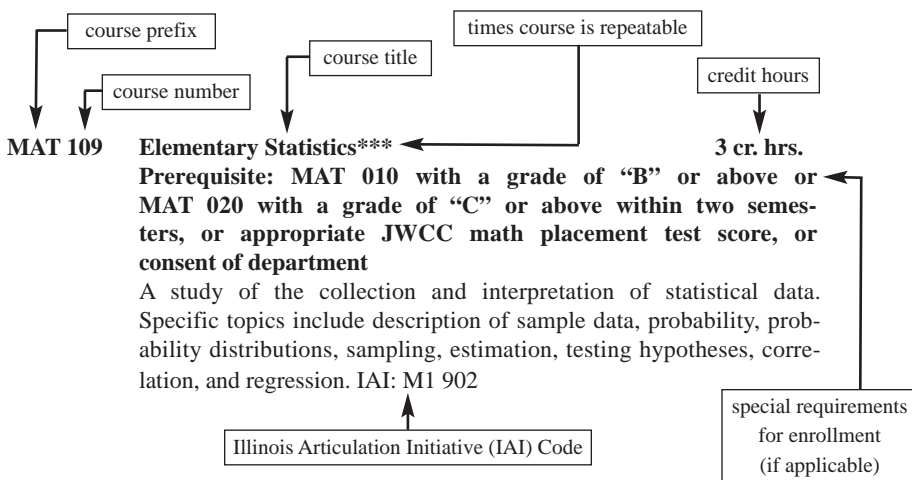 course prefix
times course is repeatable
course title
credit hours
course number
MAT 109 Elementary Statistics*** 3 cr. hrs.
Prerequisite: MAT 010 with a grade of “B” or above or
MAT 020 with a grade of “C” or above within two semes-
ters, or appropriate JWCC math placement test score, or
consent of department
A study of the collection and interpretation of statistical data.
Specific topics include description of sample data, probability, prob-
ability distributions, sampling, estimation, testing hypotheses, corre-
lation, and regression. IAI: M1 902
Illinois Articulation Initiative (IAI) Code
special requirements
for enrollment
(if applicable)